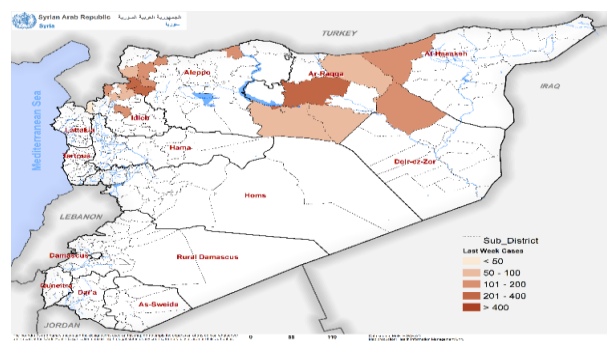 Syrian Arab Republic الجمهورية العربية السورية
Syria سوريا
TURKEY
Al-Hasakeh
Aleppo
Ar-Raqqa
IRAQ
Mediterranean Sea
Idleb
Lattakia
Tartous
Hama
Deir-ez-Zor
Homs
LEBANON
Sub_District
Last Week Cases
Damascus
Rural Damascus
< 50
50 - 100
Quneitra
101 - 200
Dar'a
As-Sweida
201 - 400
> 400
JORDAN
0
55
110